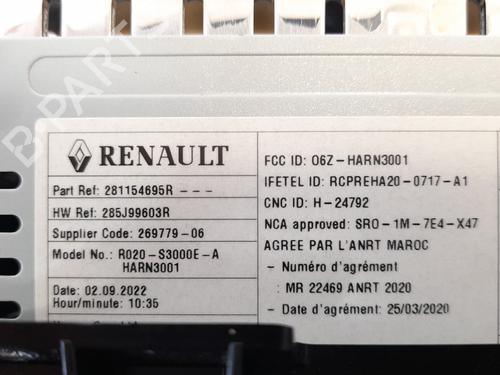 RENAULT
Part Ref: 281154695R - - -
HW Ref: 285J99603R
Supplier Code: 269779-06
Model No.: R020-S3000E-A
HARN3001
Date: 02.09.2022
Hour/minute: 10:35
FCC ID: O6Z-HARN3001
IFETEL ID: RCPREHA20-0717-A1
CNC ID: H-24792
NCA approved: SRO-1M-7E4-X47
AGREE PAR L'ANRT MAROC
- Numéro d'agrément
: MR 22469 ANRT 2020
- Date d'agrément: 25/03/2020
B-PARTS